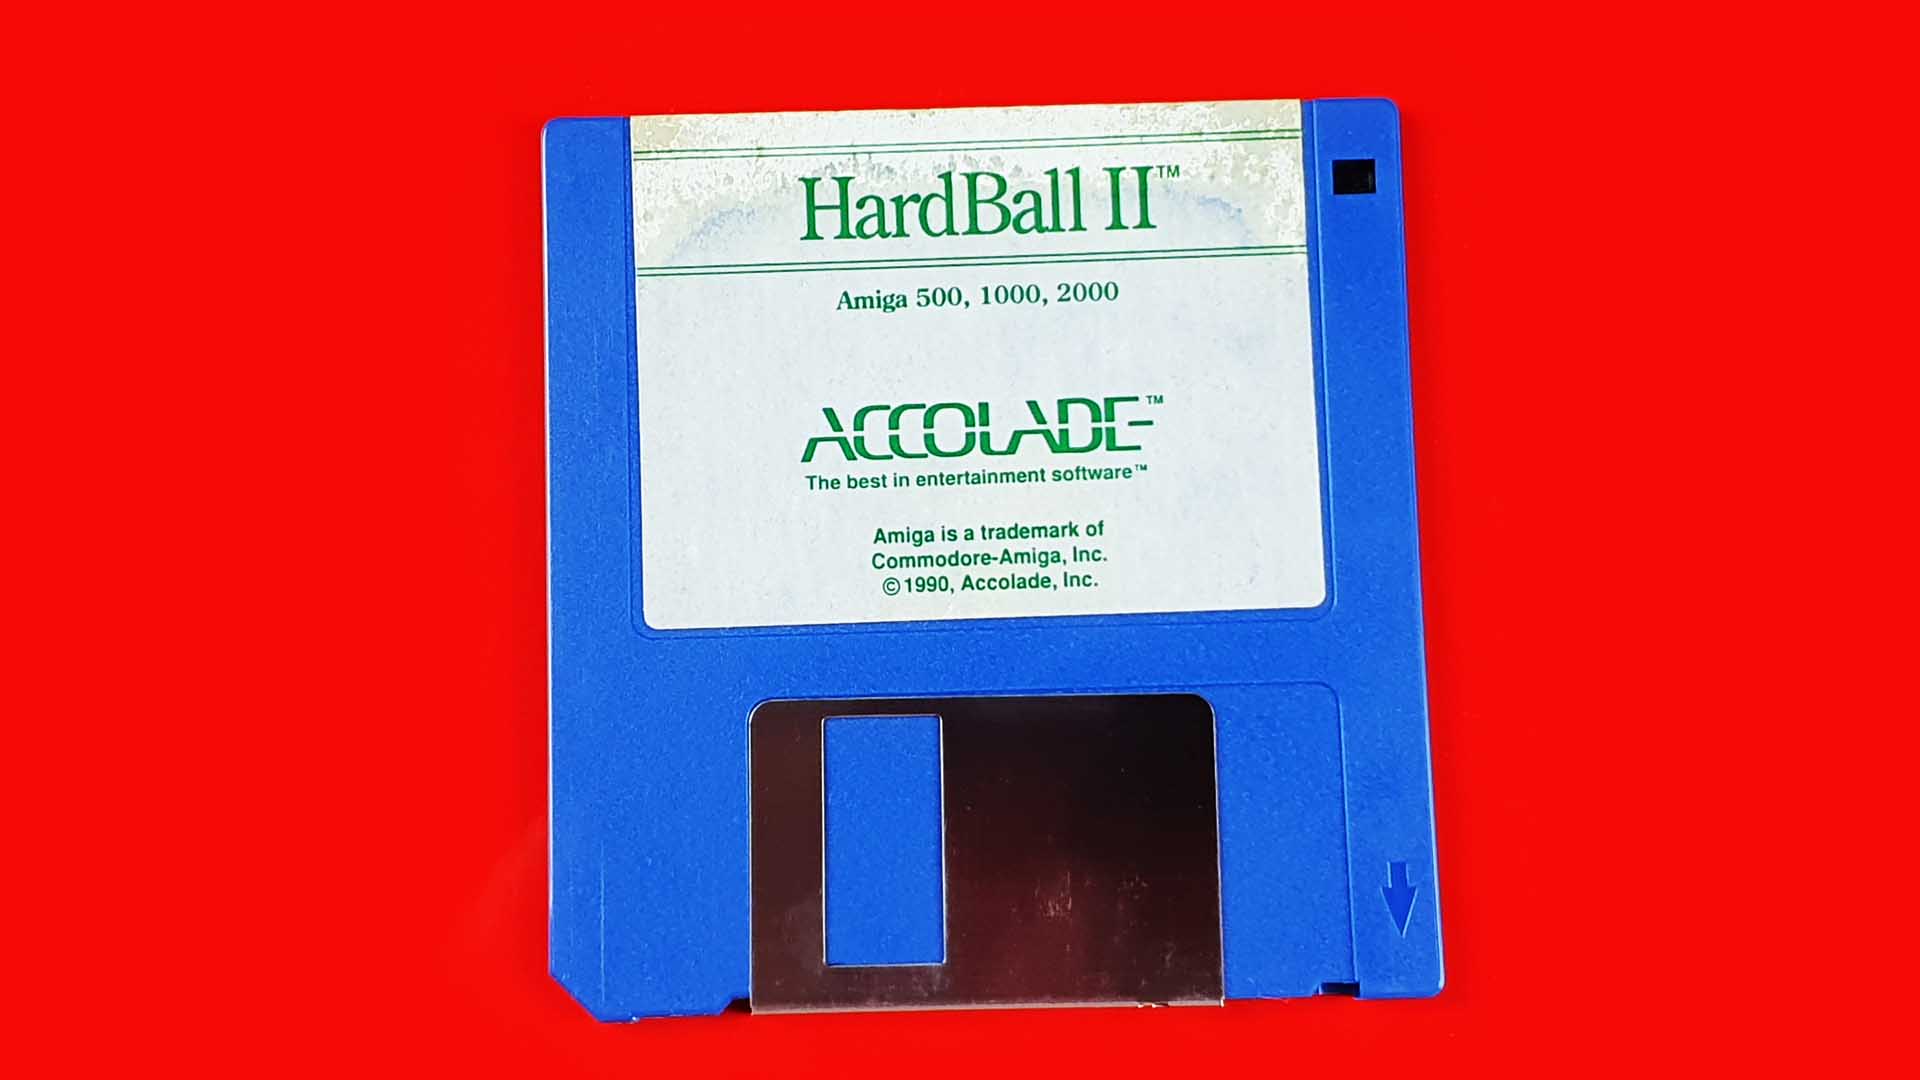 HardBall II™
Amiga 500, 1000, 2000
ACCOLADE™
The best in entertainment software™
Amiga is a trademark of
Commodore-Amiga, Inc.
©1990, Accolade, Inc.